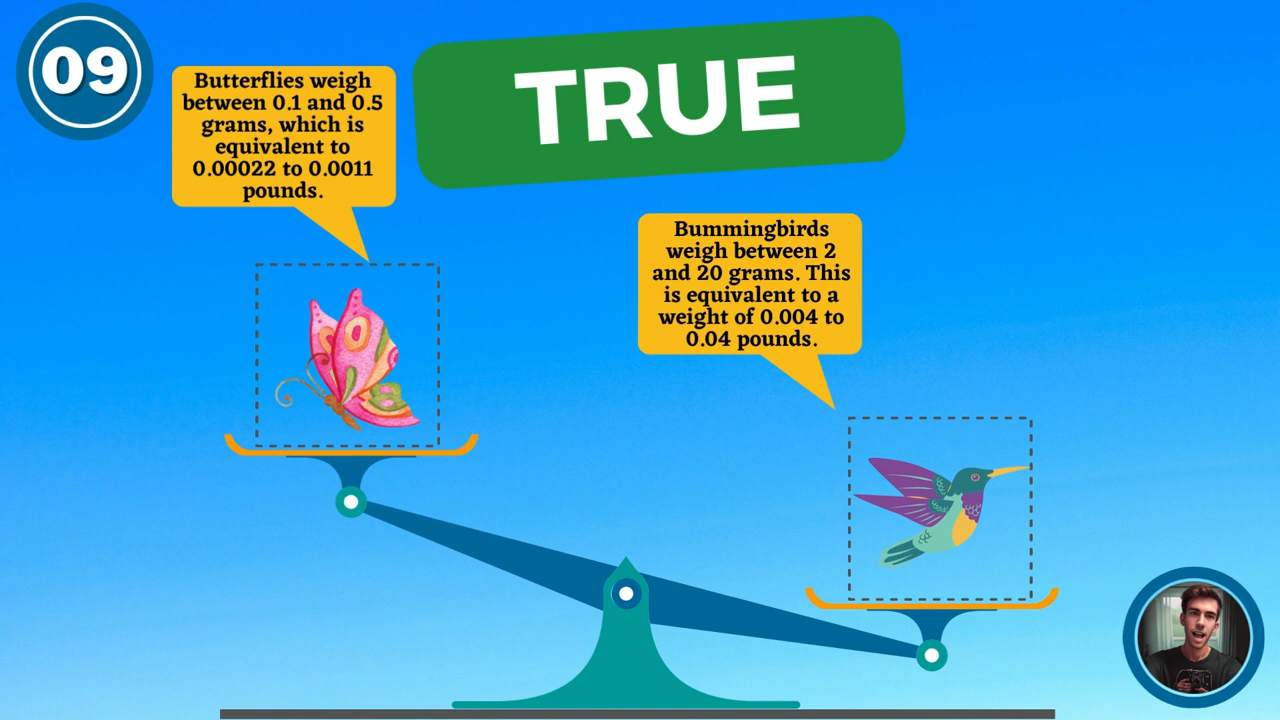 09
TRUE
Butterflies weigh
between 0.1 and 0.5
grams, which is
equivalent to
0.00022 to 0.0011
pounds.
Bummingbirds
weigh between 2
and 20 grams. This
is equivalent to a
weight of 0.004 to
0.04 pounds.